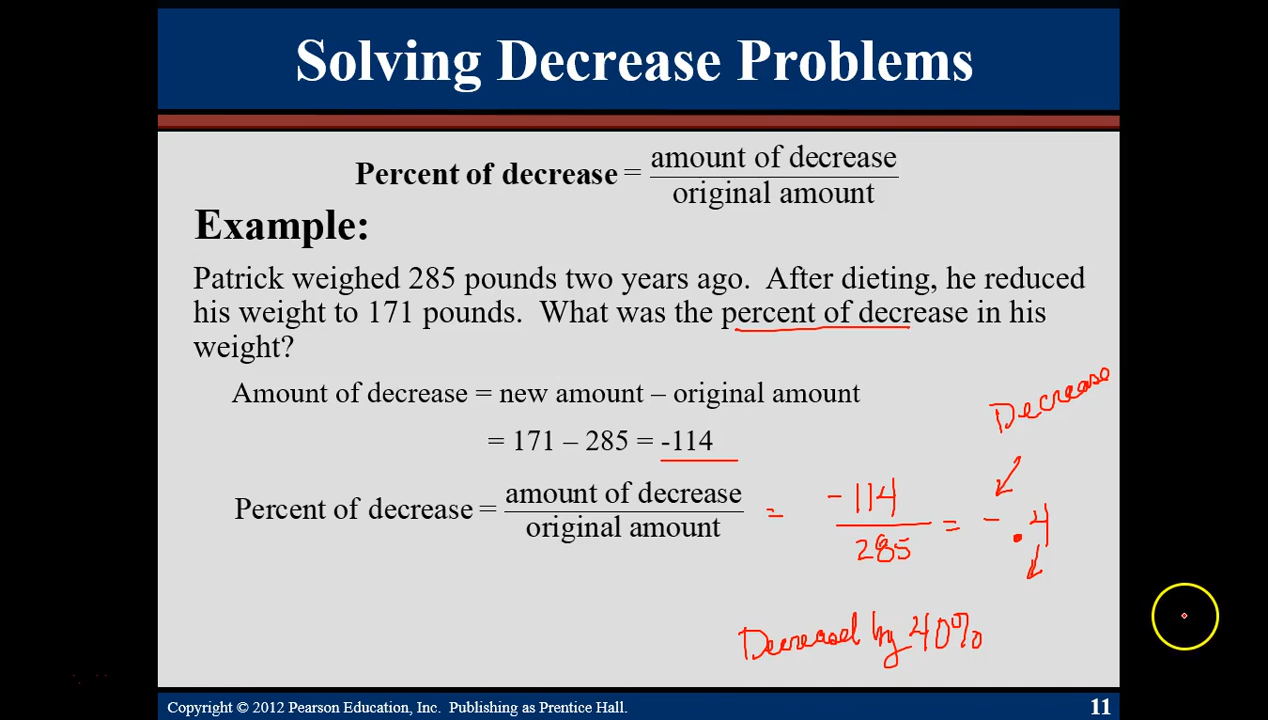 Solving Decrease Problems
Percent of decrease = amount of decrease / original amount
Example:
Patrick weighed 285 pounds two years ago. After dieting, he reduced
his weight to 171 pounds. What was the percent of decrease in his
weight?
Amount of decrease = new amount – original amount
= 171 – 285 = -114
Decrease
Percent of decrease = amount of decrease / original amount = -114 / 285 = -.4
Decreased by 40%
Copyright © 2012 Pearson Education, Inc. Publishing as Prentice Hall.
11